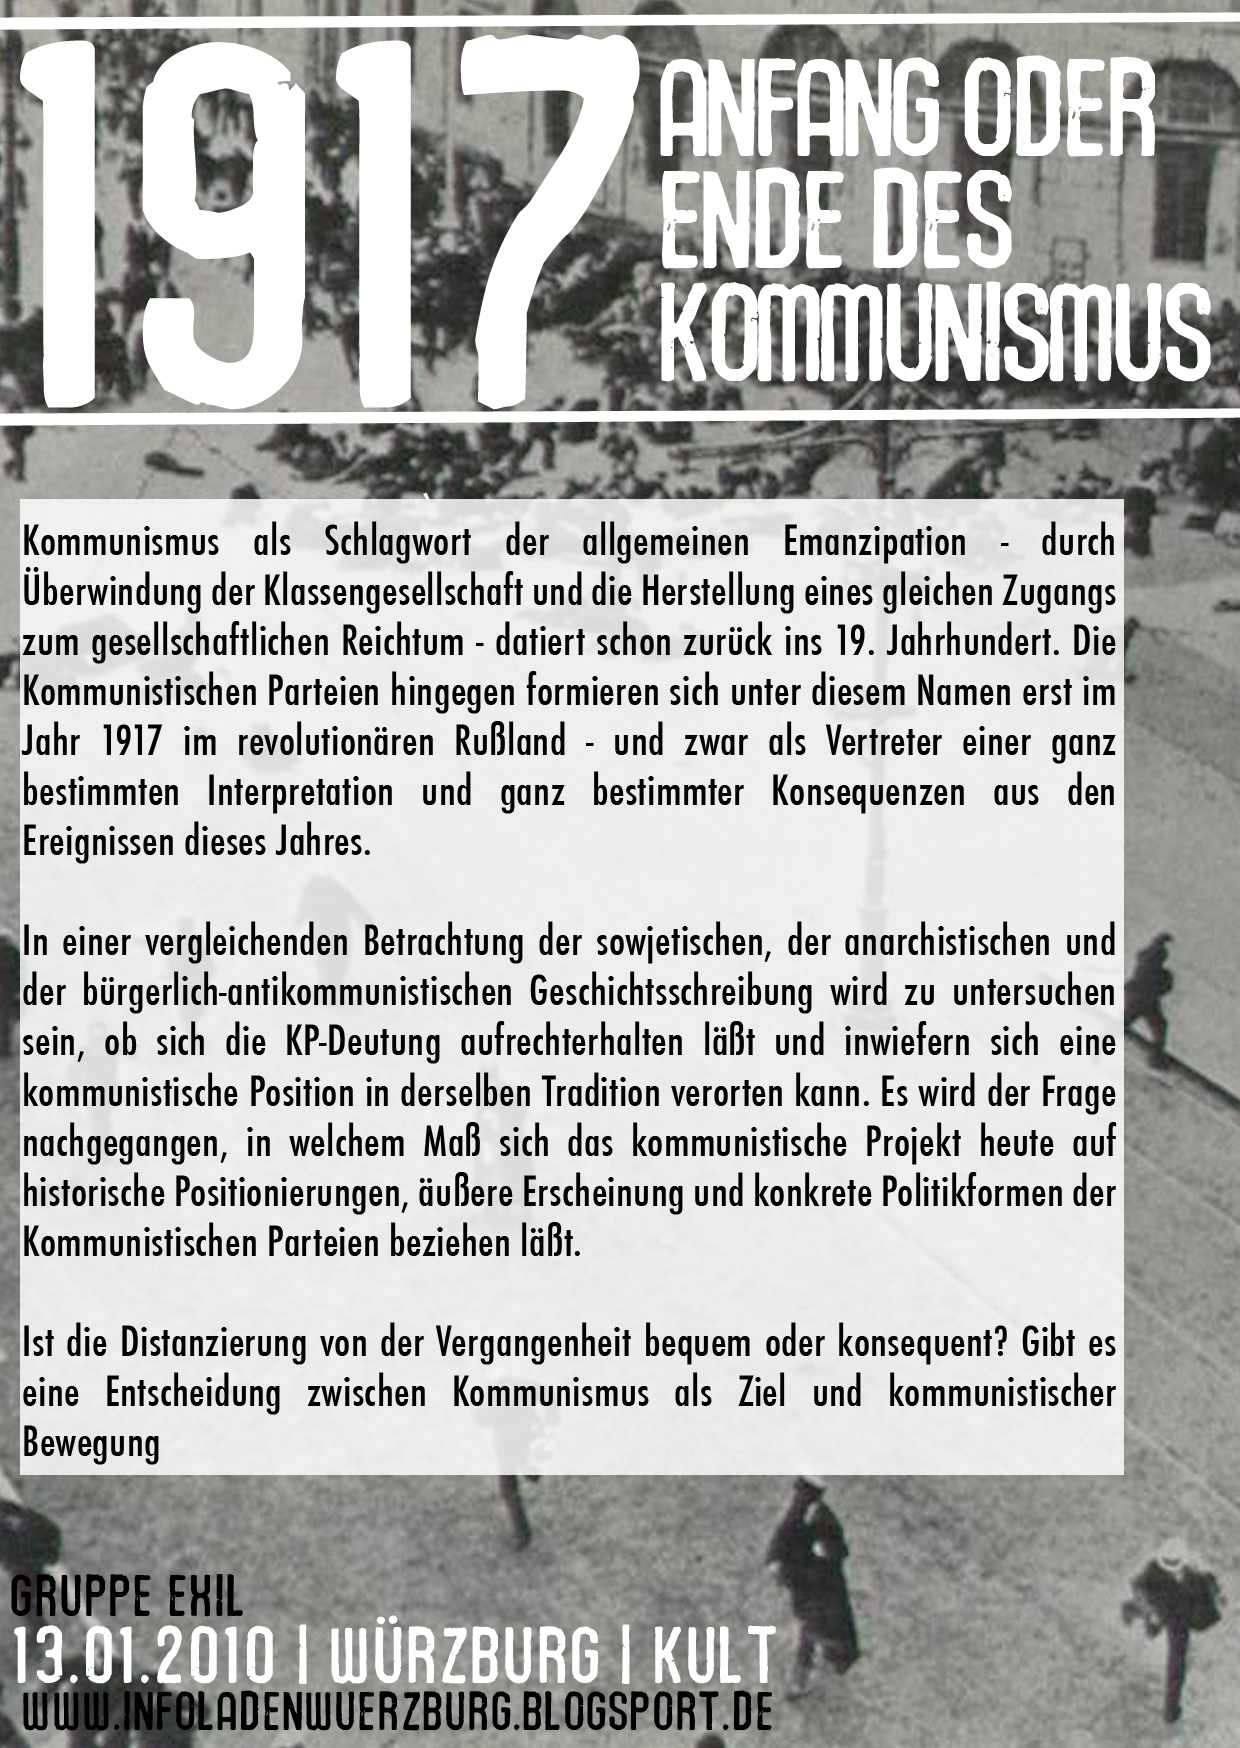 1917
ANFANG ODER
ENDE DES
KOMMUNISMUS
Kommunismus als Schlagwort der allgemeinen Emanzipation - durch
Überwindung der Klassengesellschaft und die Herstellung eines gleichen Zugangs
zum gesellschaftlichen Reichtum - datiert schon zurück ins 19. Jahrhundert. Die
Kommunistischen Parteien hingegen formieren sich unter diesem Namen erst im
Jahr 1917 im revolutionären Rußland - und zwar als Vertreter einer ganz
bestimmten Interpretation und ganz bestimmter Konsequenzen aus den
Ereignissen dieses Jahres.
In einer vergleichenden Betrachtung der sowjetischen, der anarchistischen und
der bürgerlich-antikommunistischen Geschichtsschreibung wird zu untersuchen
sein, ob sich die KP-Deutung aufrechterhalten läßt und inwiefern sich eine
kommunistische Position in derselben Tradition verorten kann. Es wird der Frage
nachgegangen, in welchem Maß sich das kommunistische Projekt heute auf
historische Positionierungen, äußere Erscheinung und konkrete Politikformen der
Kommunistischen Parteien beziehen läßt.
Ist die Distanzierung von der Vergangenheit bequem oder konsequent? Gibt es
eine Entscheidung zwischen Kommunismus als Ziel und kommunistischer
Bewegung
GRUPPE EXIL
13.01.2010 | WÜRZBURG | KULT
WWW.INFOLADENWUERZBURG.BLOGSPORT.DE